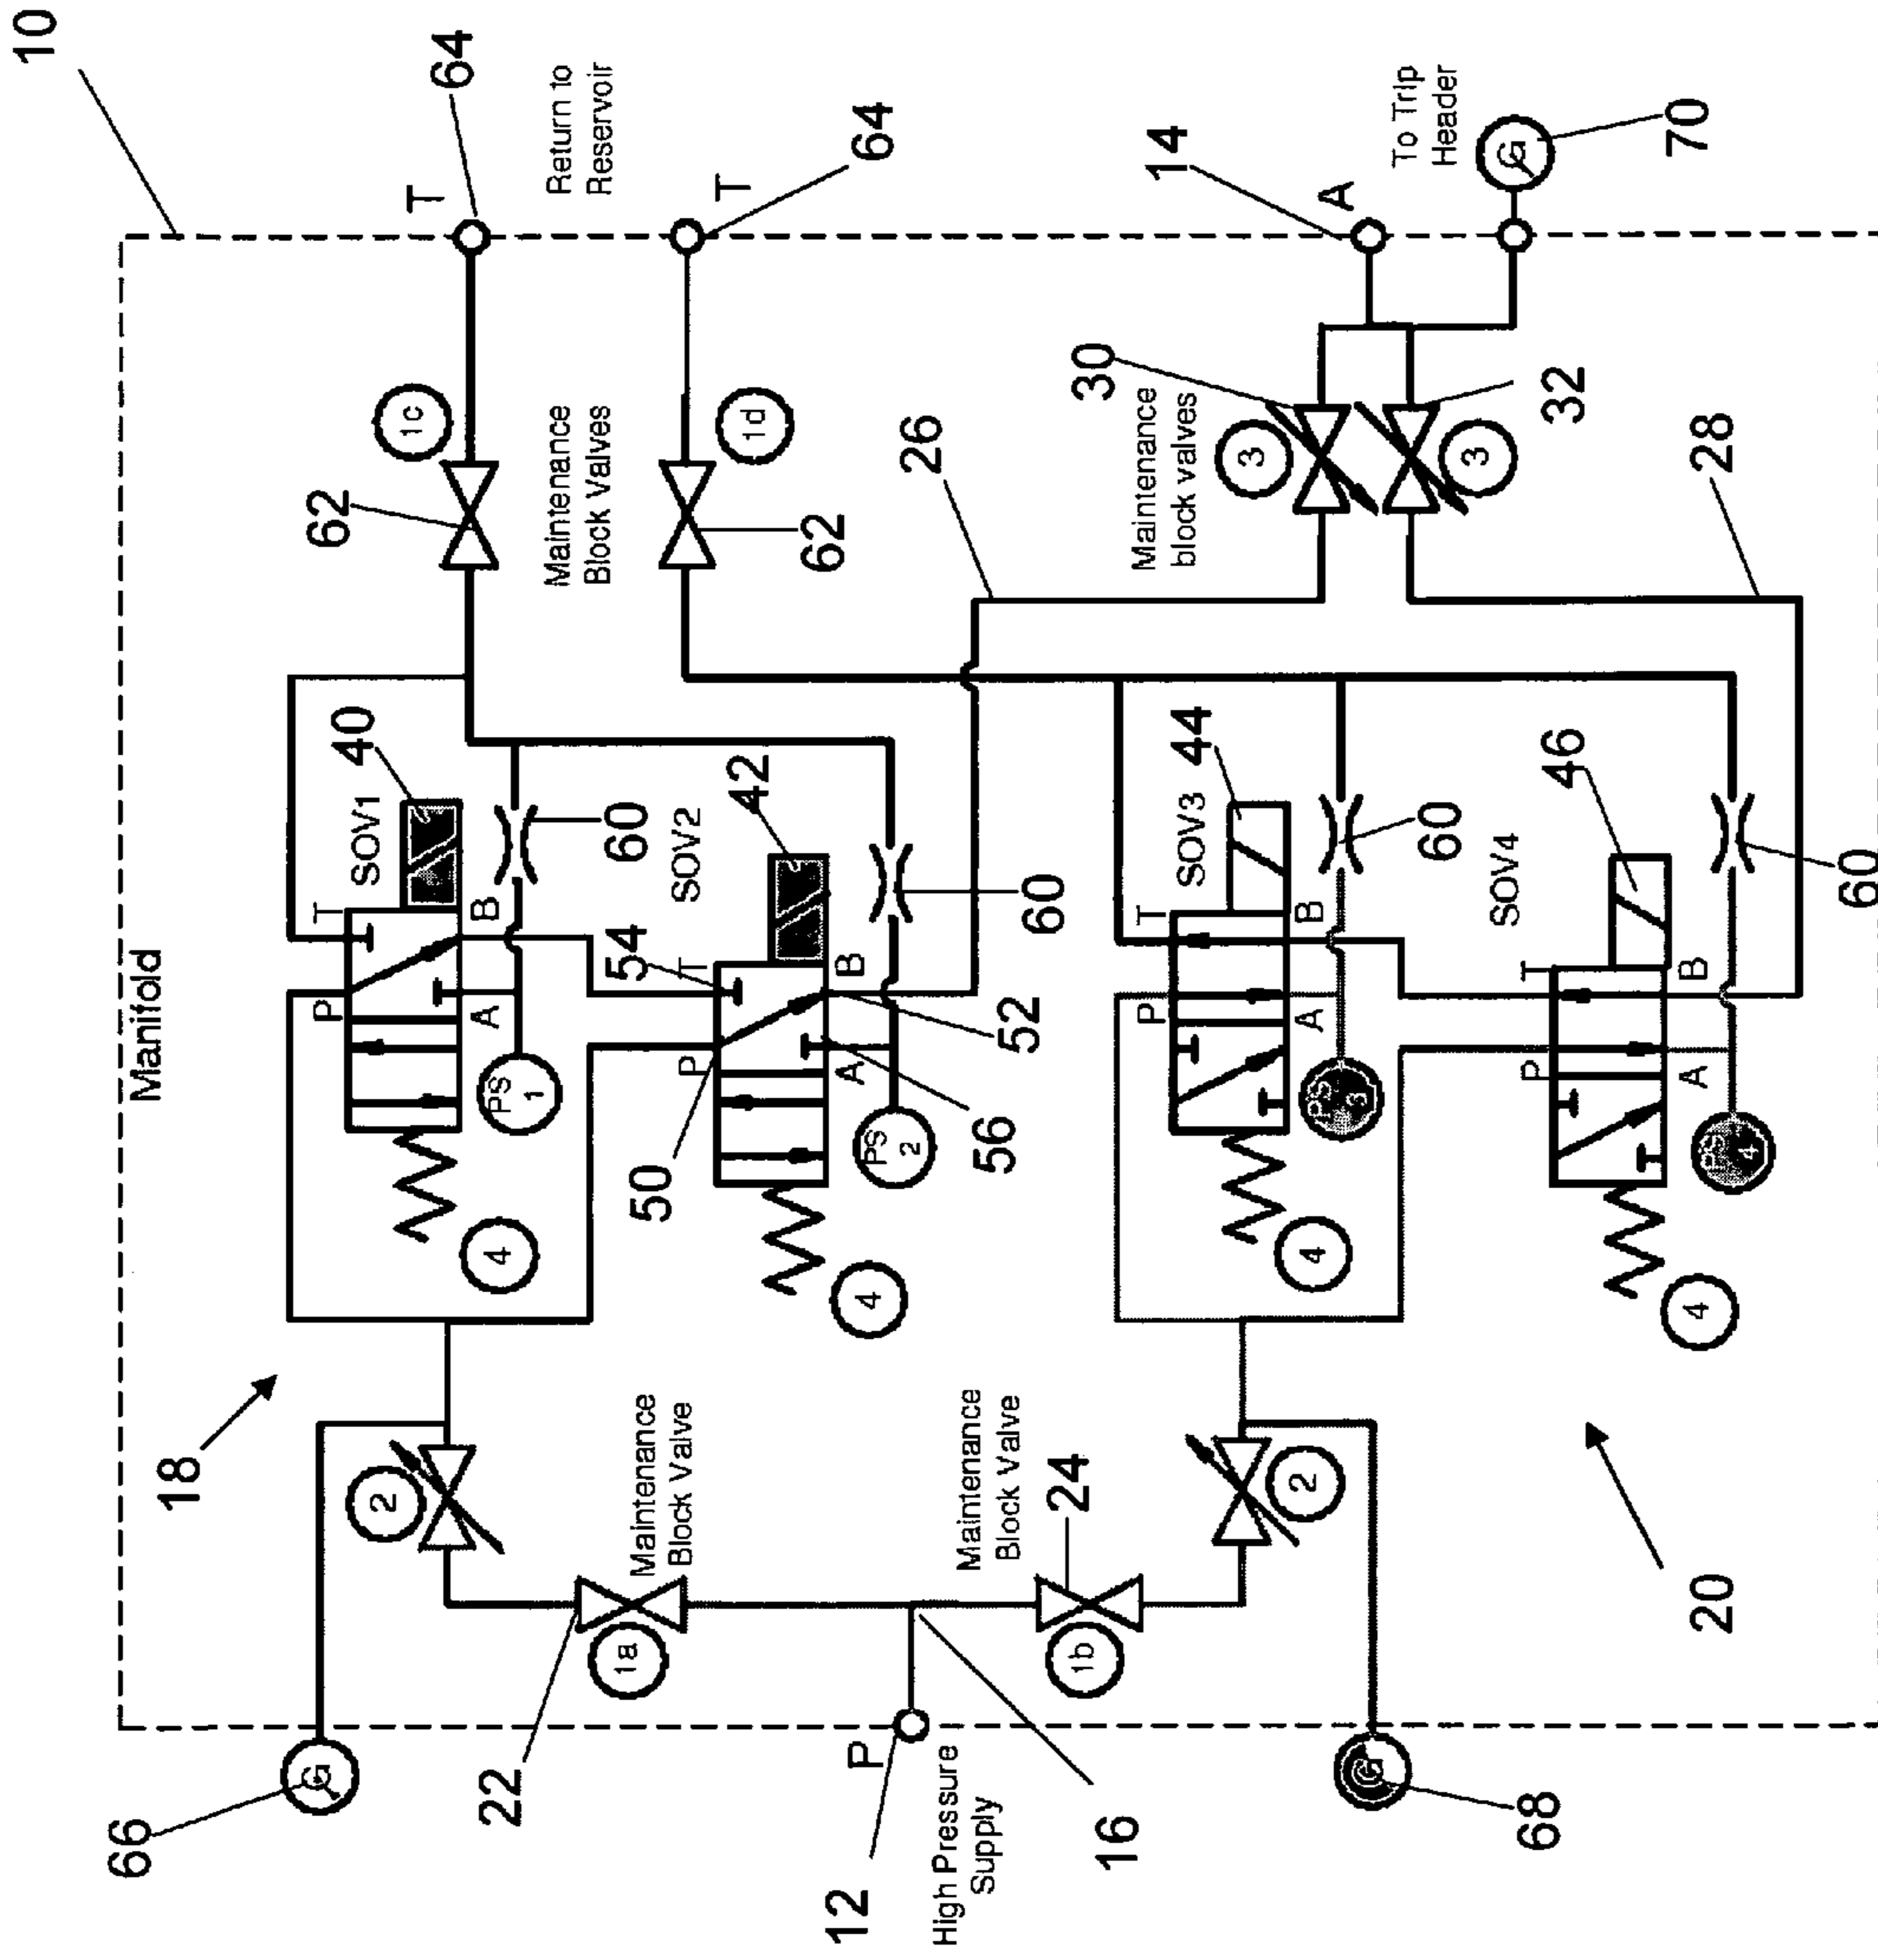 10
Manifold
T
64
Return to
Reservoir
T
64
14
A
To Trip
Header
G
70
1c
62
Maintenance
Block Valves
1d
62
26
30
Maintenance
block valves
3
3
32
28
SOV1
40
T
B
P
A
60
PS
1
4
SOV2
42
54
T
B
P
A
52
50
56
60
PS
2
4
SOV3
44
T
B
P
A
60
PS
3
4
SOV4
46
T
B
P
A
60
PS
4
4
18
2
Maintenance
Block Valve
Maintenance
Block Valve
24
2
20
1a
1b
22
G
66
P
12
High Pressure
Supply
16
G
68